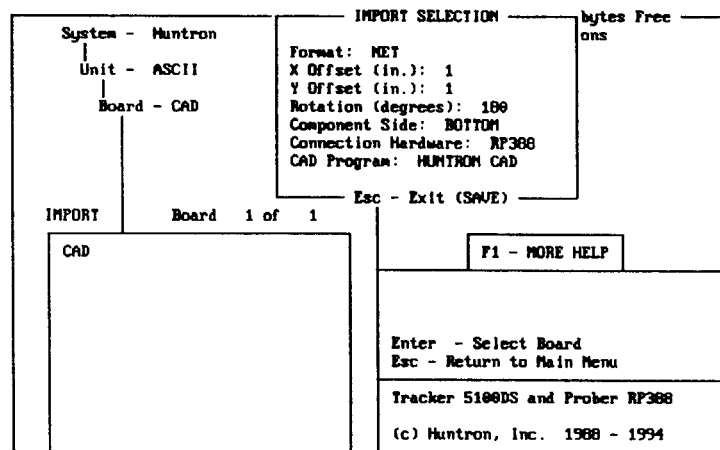 IMPORT SELECTION
bytes Free
ons
System - Huntron
Unit - ASCII
Board - CAD
Format: NET
X Offset (in.): 1
Y Offset (in.): 1
Rotation (degrees): 180
Component Side: BOTTOM
Connection Hardware: RP388
CAD Program: HUNTRON CAD
Esc - Exit (SAVE)
IMPORT Board 1 of 1
CAD
F1 - MORE HELP
Enter - Select Board
Esc - Return to Main Menu
Tracker 5100DS and Prober RP388
(c) Huntron, Inc. 1988 - 1994